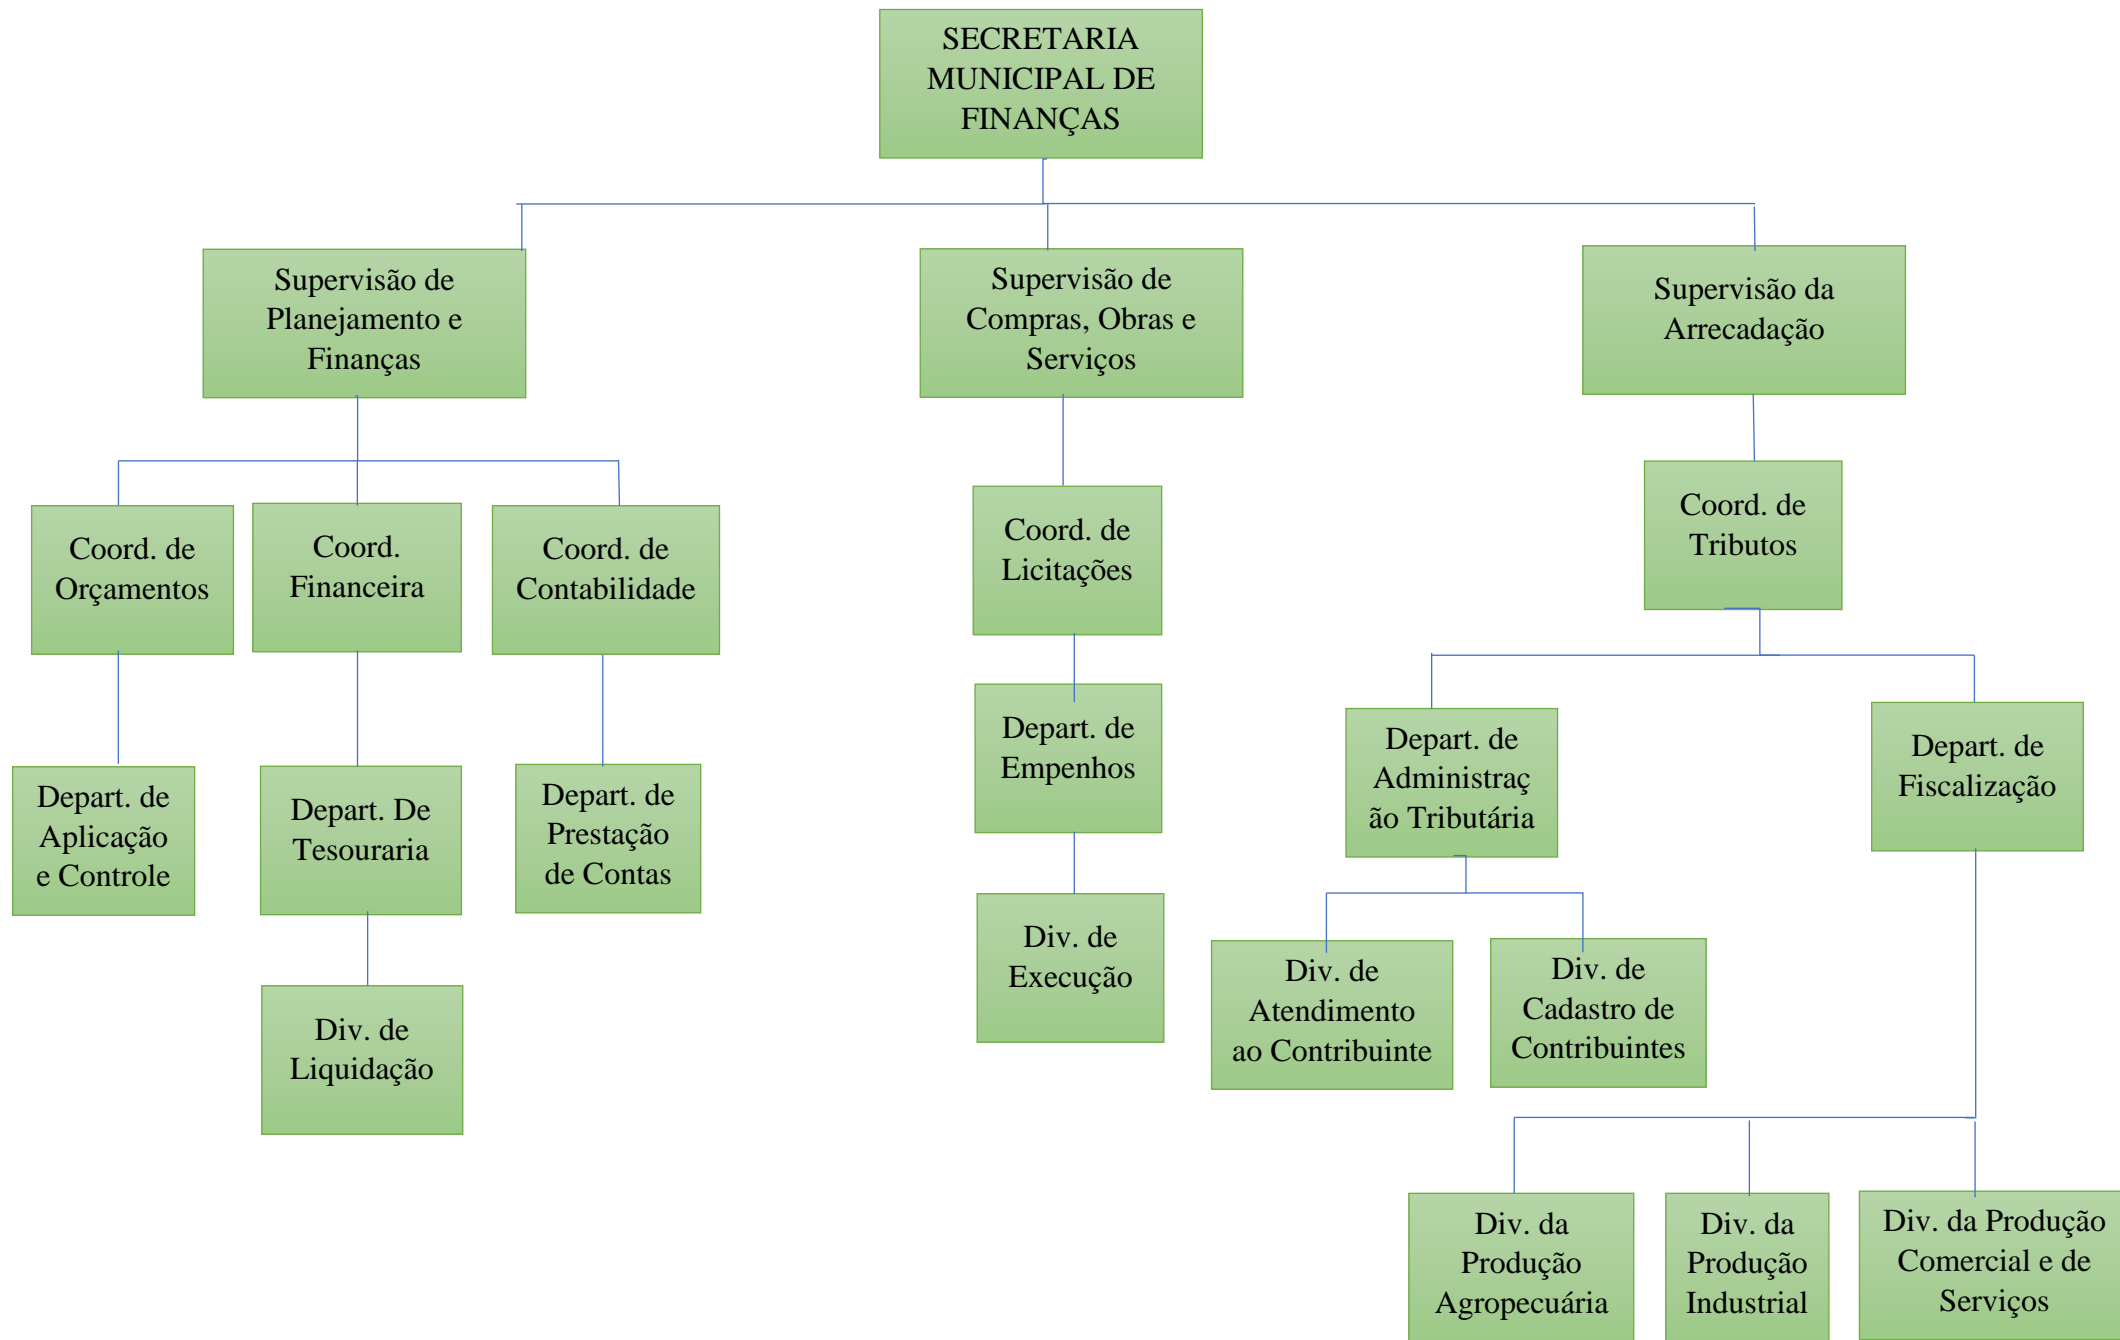 SECRETARIA
MUNICIPAL DE
FINANÇAS
Supervisão de
Planejamento e
Finanças
Supervisão de
Compras, Obras e
Serviços
Supervisão da
Arrecadação
Coord. de
Orçamentos
Coord.
Financeira
Coord. de
Contabilidade
Coord. de
Licitações
Coord. de
Tributos
Depart. de
Aplicação
e Controle
Depart. De
Tesouraria
Depart. de
Prestação
de Contas
Depart. de
Empenhos
Depart. de
Administraç
ão Tributária
Depart. de
Fiscalização
Div. de
Liquidação
Div. de
Execução
Div. de
Atendimento
ao Contribuinte
Div. de
Cadastro de
Contribuintes
Div. da
Produção
Agropecuária
Div. da
Produção
Industrial
Div. da Produção
Comercial e de
Serviços